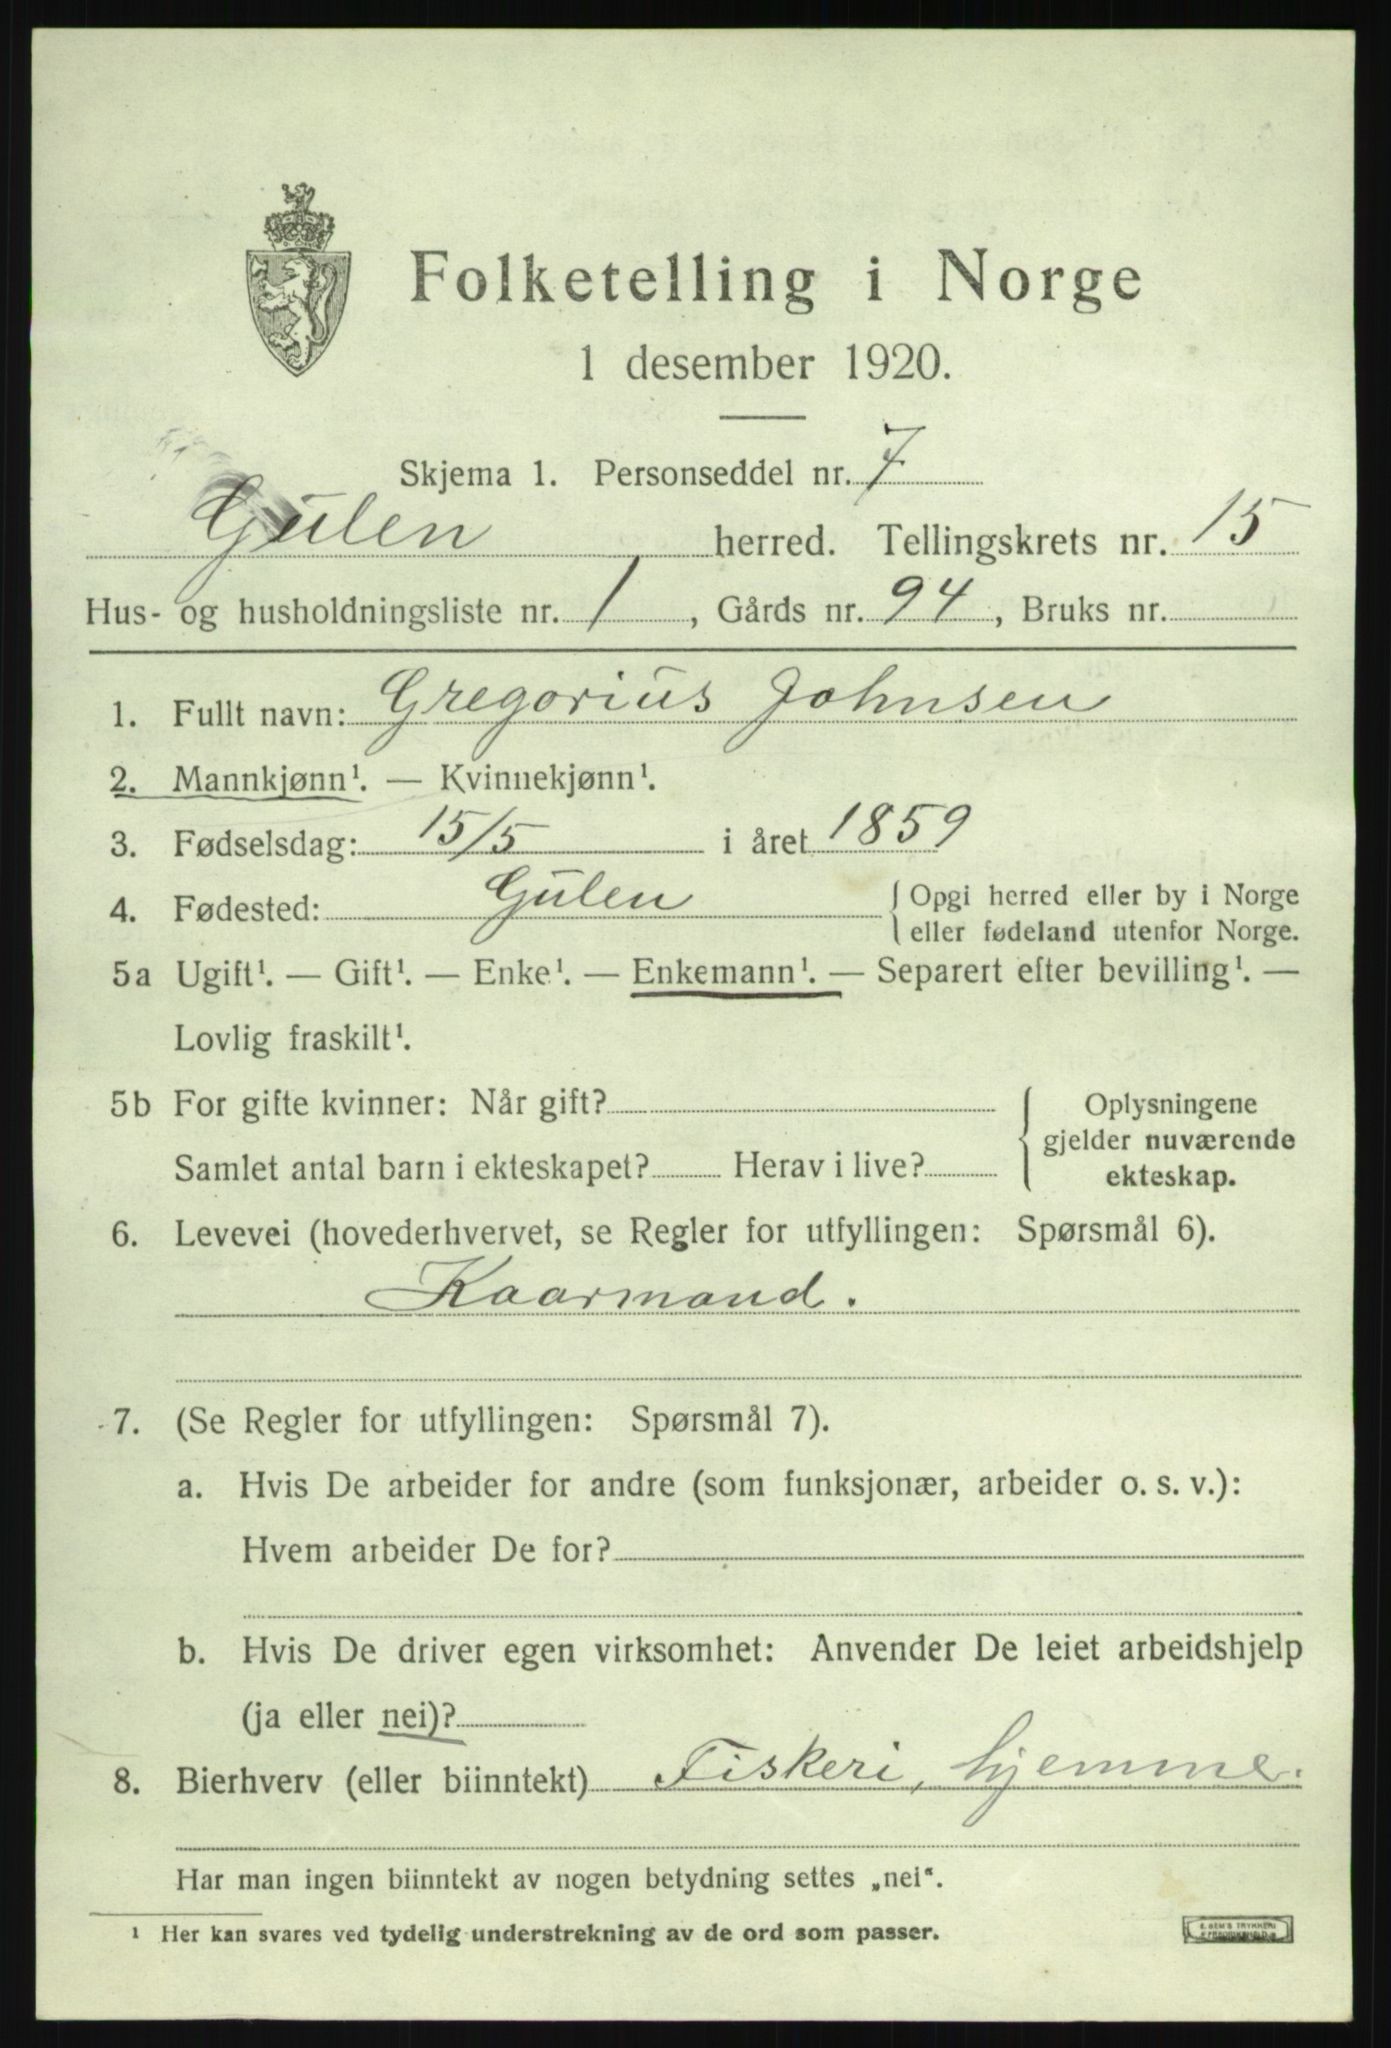 Folketelling i Norge
1 desember 1920.
Skjema 1. Personseddel nr. 7
Gulen herred. Tellingskrets nr. 15
Hus- og husholdningsliste nr. 1, Gårds nr. 94, Bruks nr.
1. Fullt navn: Gregorius Johnsen
2. Mannkjønn¹. — Kvinnekjønn¹.
3. Fødselsdag: 15/5 i året 1859
4. Fødested: Gulen { Opgi herred eller by i Norge
eller fødeland utenfor Norge.
5a Ugift¹. — Gift¹. — Enke¹. — Enkemann¹. — Separert efter bevilling¹. —
Lovlig fraskilt¹.
5b For gifte kvinner: Når gift? { Oplysningene
gjelder nuværende
Samlet antal barn i ekteskapet? Herav i live?
ekteskap.
6. Levevei (hovederhvervet, se Regler for utfyllingen: Spørsmål 6).
Kaarmand.
7. (Se Regler for utfyllingen: Spørsmål 7).
a. Hvis De arbeider for andre (som funksjonær, arbeider o. s. v.):
Hvem arbeider De for?
b. Hvis De driver egen virksomhet: Anvender De leiet arbeidshjelp
(ja eller nei)?
8. Bierhverv (eller biinntekt) Fiskeri, hjemme.
Har man ingen biinntekt av nogen betydning settes „nei“.
¹ Her kan svares ved tydelig understrekning av de ord som passer.